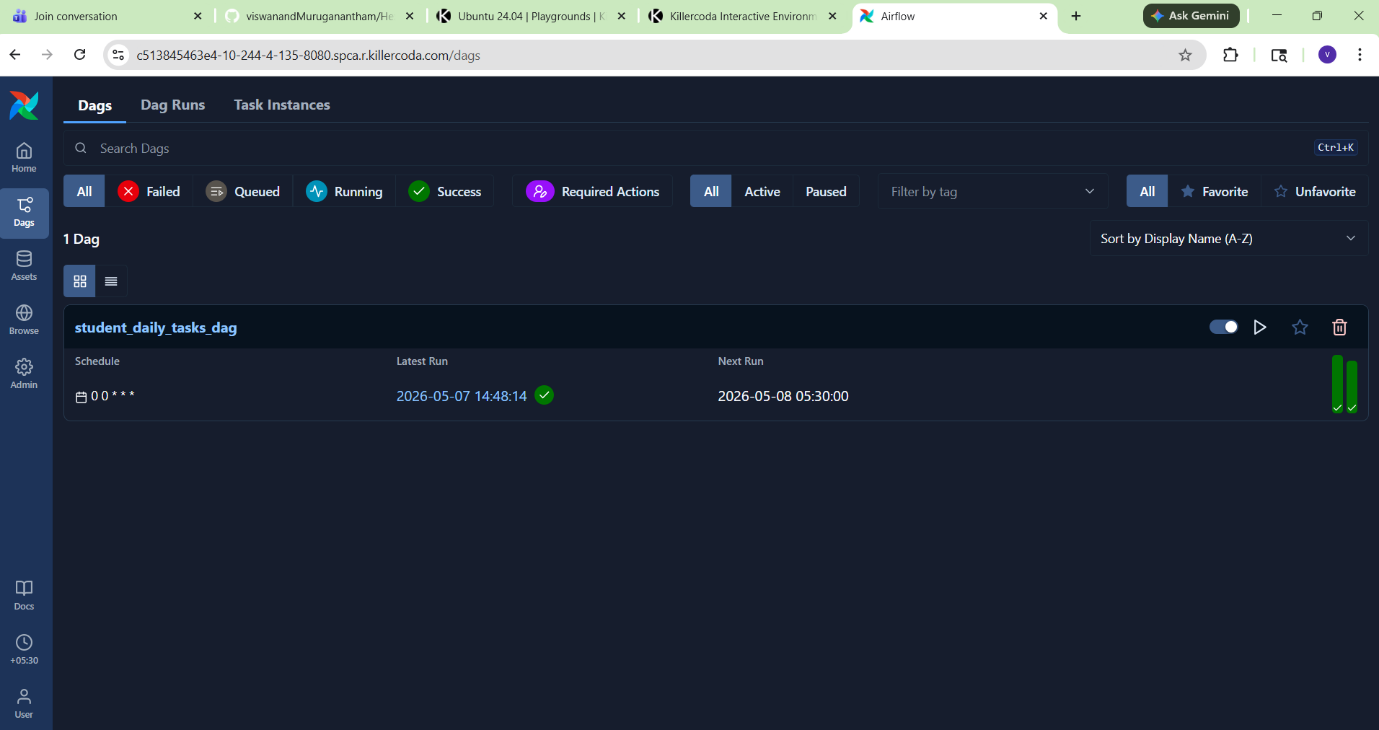 Join conversation
viswanandMuruganantham/He
Ubuntu 24.04 | Playgrounds | K
Killercoda Interactive Environm
Airflow
Ask Gemini
c513845463e4-10-244-4-135-8080.spca.r.killercoda.com/dags
V
Dags Dag Runs Task Instances
Search Dags Ctrl+K
Home
All Failed Queued Running Success Required Actions All Active Paused Filter by tag All Favorite Unfavorite
Dags
1 Dag Sort by Display Name (A-Z)
Assets
Browse
student_daily_tasks_dag
Schedule Latest Run Next Run
Admin
0 0 * * * 2026-05-07 14:48:14 2026-05-08 05:30:00
Docs
+05:30
User